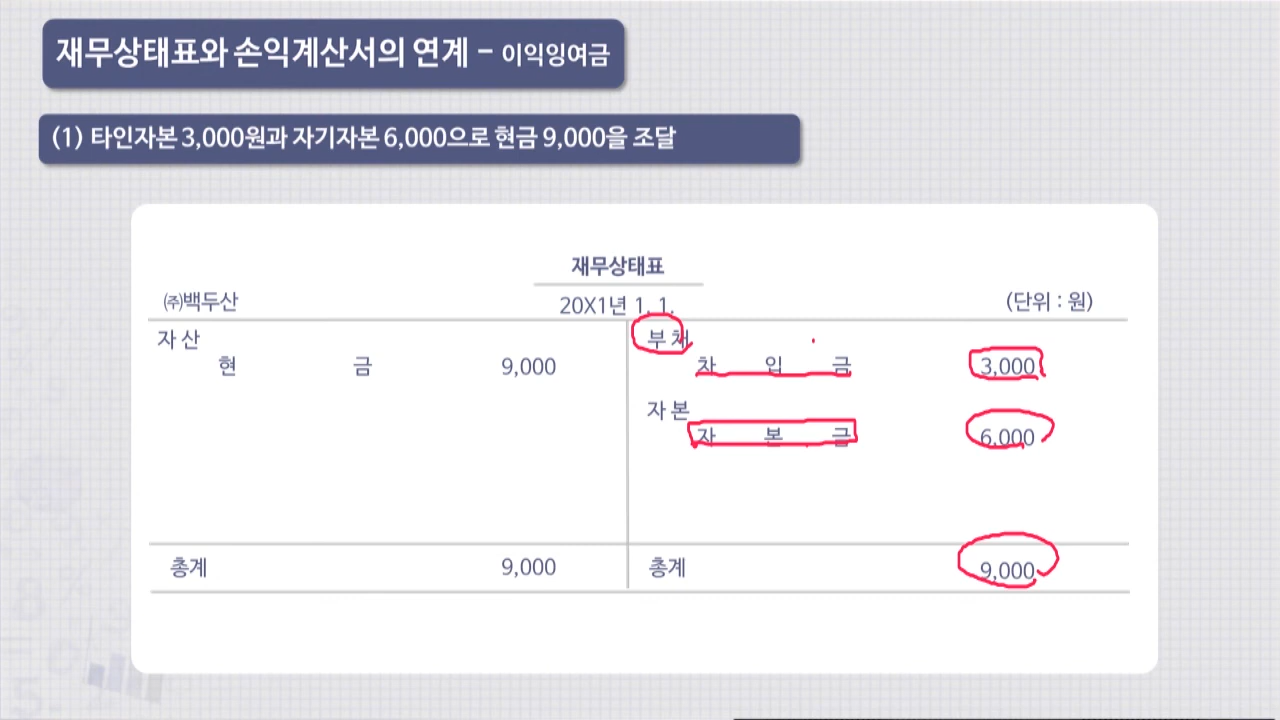 재무상태표와 손익계산서의 연계 - 이익잉여금
(1) 타인자본 3,000원과 자기자본 6,000으로 현금 9,000을 조달
재무상태표
㈜백두산 20X1년 1. 1. (단위 : 원)
자 산 부 채
현 금 9,000 차 입 금 3,000
자 본
자 본 금 6,000
총계 9,000 총계 9,000